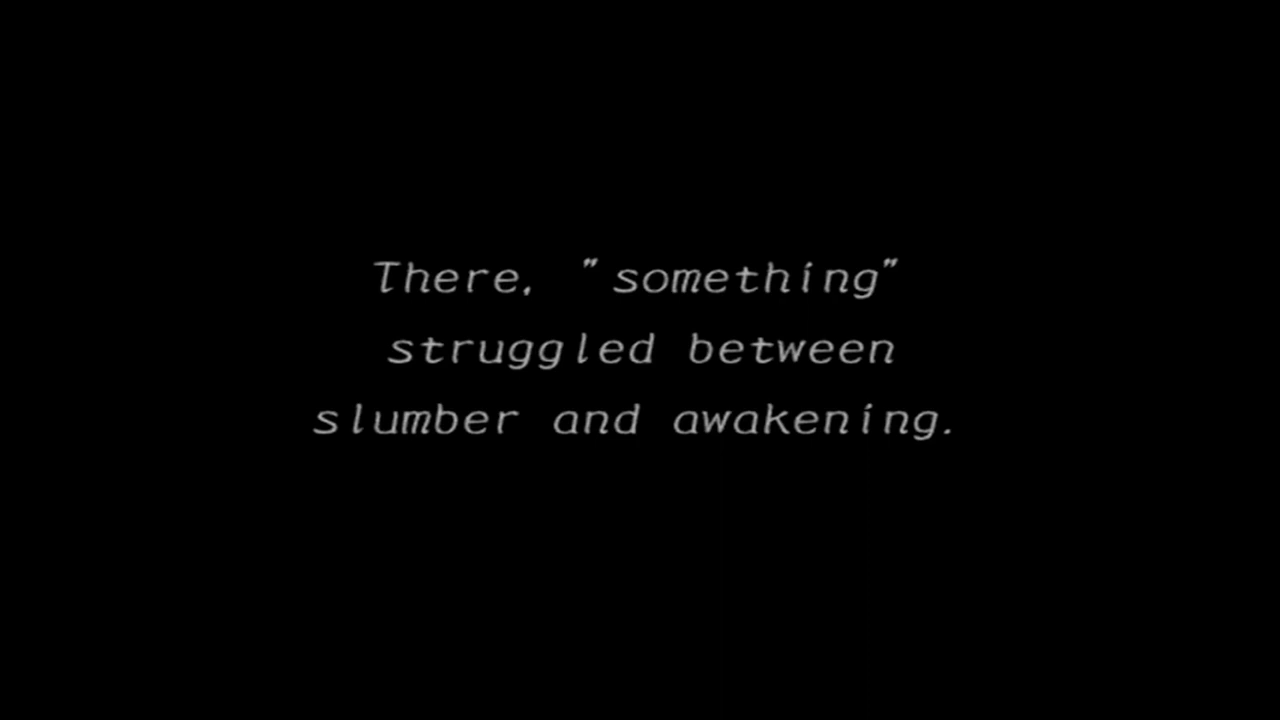 There, "something"
struggled between
slumber and awakening.